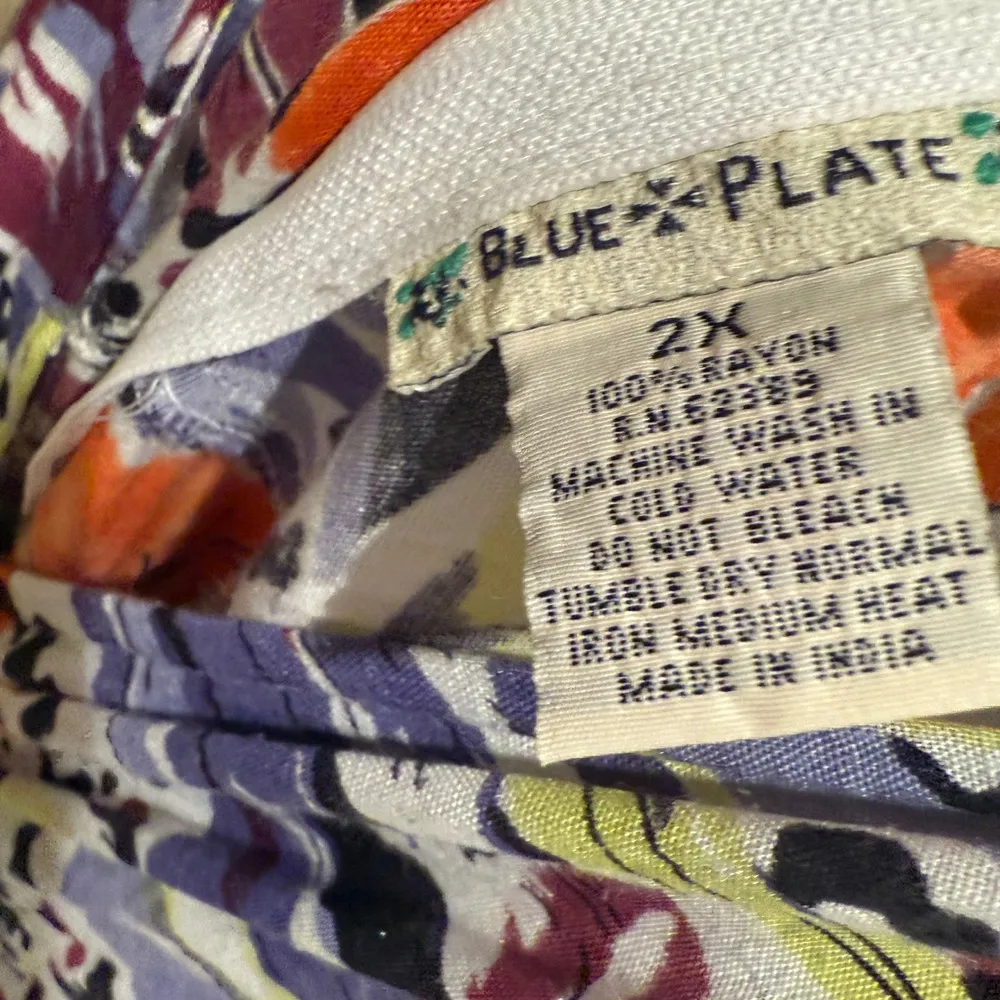 BLUE PLATE
2X
100% RAYON
R.N.62389
MACHINE WASH IN
COLD WATER
DO NOT BLEACH
TUMBLE DRY NORMAL
IRON MEDIUM HEAT
MADE IN INDIA